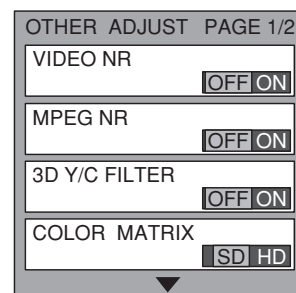 OTHER ADJUST PAGE 1/2
VIDEO NR
OFF ON
MPEG NR
OFF ON
3D Y/C FILTER
OFF ON
COLOR MATRIX
SD HD